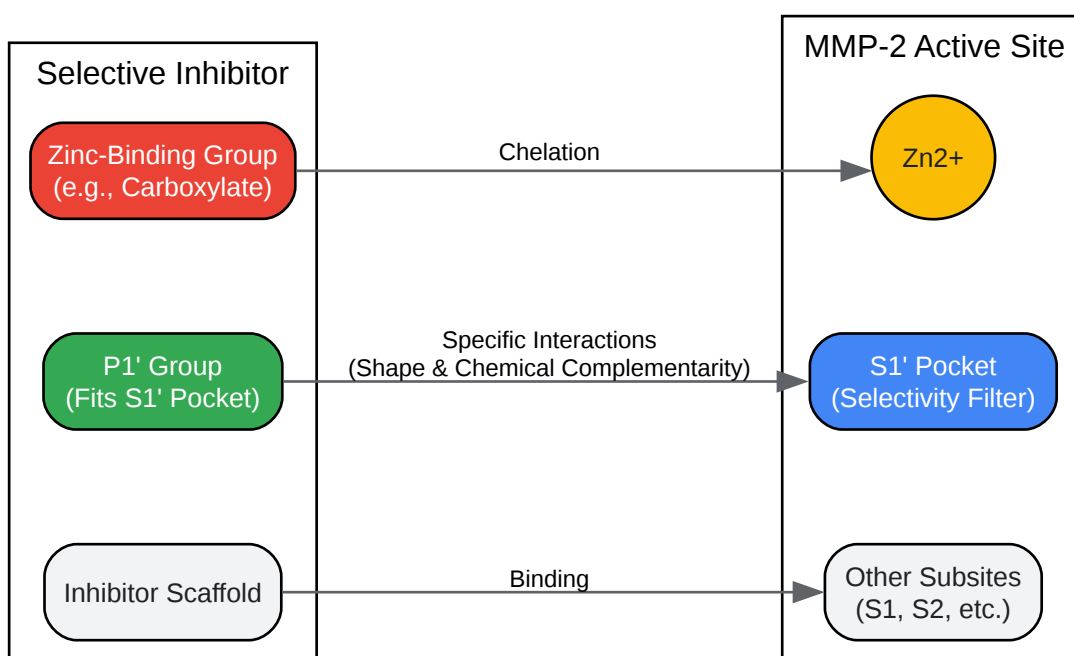 Selective Inhibitor
MMP-2 Active Site
Zinc-Binding Group
(e.g., Carboxylate)
Chelation
Zn2+
P1' Group
(Fits S1' Pocket)
Specific Interactions
(Shape & Chemical Complementarity)
S1' Pocket
(Selectivity Filter)
Inhibitor Scaffold
Binding
Other Subsites
(S1, S2, etc.)